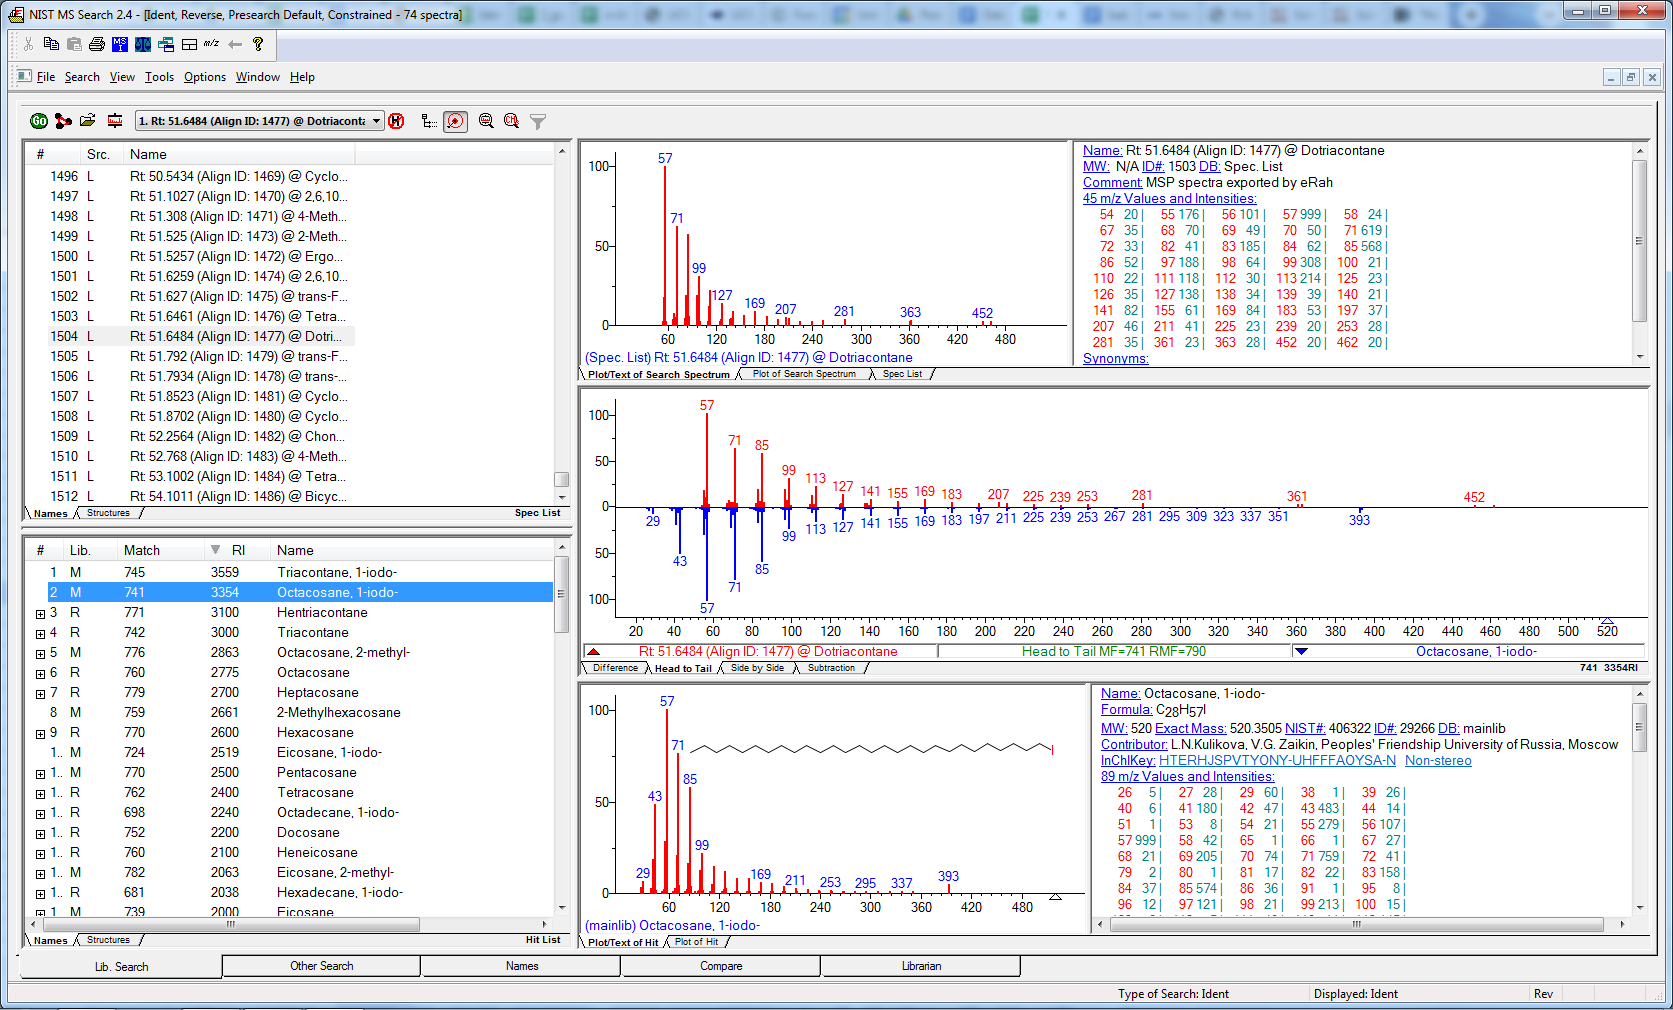 NIST MS Search 2.4 - [Ident, Reverse, Presearch Default, Constrained - 74 spectra]
MS I m/z ?
File Search View Tools Options Window Help
GO 1. Rt: 51.6484 (Align ID: 1477) @ Dotriaconta
# Src. Name
1496 L Rt: 50.5434 (Align ID: 1469) @ Cyclo...
1497 L Rt: 51.1027 (Align ID: 1470) @ 2,6,10...
1498 L Rt: 51.308 (Align ID: 1471) @ 4-Meth...
1499 L Rt: 51.525 (Align ID: 1473) @ 2-Meth...
1500 L Rt: 51.5257 (Align ID: 1472) @ Ergo...
1501 L Rt: 51.6259 (Align ID: 1474) @ 2,6,10...
1502 L Rt: 51.627 (Align ID: 1475) @ trans-F...
1503 L Rt: 51.6461 (Align ID: 1476) @ Tetra...
1504 L Rt: 51.6484 (Align ID: 1477) @ Dotri...
1505 L Rt: 51.792 (Align ID: 1479) @ trans-F...
1506 L Rt: 51.7934 (Align ID: 1478) @ trans-...
1507 L Rt: 51.8523 (Align ID: 1481) @ Cyclo...
1508 L Rt: 51.8702 (Align ID: 1480) @ Cyclo...
1509 L Rt: 52.2564 (Align ID: 1482) @ Chon...
1510 L Rt: 52.768 (Align ID: 1483) @ 4-Meth...
1511 L Rt: 53.1002 (Align ID: 1484) @ Tetra...
1512 L Rt: 54.1011 (Align ID: 1486) @ Bicyc...
Names Structures Spec List
# Lib. Match RI Name
1 M 745 3559 Triacontane, 1-iodo-
2 M 741 3354 Octacosane, 1-iodo-
3 R 771 3100 Hentriacontane
4 R 742 3000 Triacontane
5 M 776 2863 Octacosane, 2-methyl-
6 R 760 2775 Octacosane
7 R 779 2700 Heptacosane
8 M 759 2661 2-Methylhexacosane
9 R 770 2600 Hexacosane
1.. M 724 2519 Eicosane, 1-iodo-
1.. M 770 2500 Pentacosane
1.. R 762 2400 Tetracosane
1.. R 698 2240 Octadecane, 1-iodo-
1.. R 752 2200 Docosane
1.. R 760 2100 Heneicosane
1.. M 782 2063 Eicosane, 2-methyl-
1.. R 681 2038 Hexadecane, 1-iodo-
1 M 739 2000 Eicosane
Names Structures Hit List
57
100
71
50
99
127 169 207 281 363 452
0
60 120 180 240 300 360 420 480
(Spec. List) Rt: 51.6484 (Align ID: 1477) @ Dotriacontane
Plot/Text of Search Spectrum Plot of Search Spectrum Spec List
Name: Rt: 51.6484 (Align ID: 1477) @ Dotriacontane
MW: N/A ID#: 1503 DB: Spec. List
Comment: MSP spectra exported by eRah
45 m/z Values and Intensities:
54 20| 55 176| 56 101| 57 999| 58 24|
67 35| 68 70| 69 49| 70 50| 71 619|
72 33| 82 41| 83 185| 84 62| 85 568|
86 52| 97 188| 98 64| 99 308| 100 21|
110 22| 111 118| 112 30| 113 214| 125 23|
126 35| 127 138| 138 34| 139 39| 140 21|
141 82| 155 61| 169 84| 183 53| 197 37|
207 46| 211 41| 225 23| 239 20| 253 28|
281 35| 361 23| 363 28| 452 20| 462 20|
Synonyms:
57
100
71
85
50
99
113
127
141 155 169 183 207 225 239 253 281 361 452
0
29 99 113 127 141 155 169 183 197 211 225 239 253 267 281 295 309 323 337 351 393
43
50
85
71
100
57
20 40 60 80 100 120 140 160 180 200 220 240 260 280 300 320 340 360 380 400 420 440 460 480 500 520
Rt: 51.6484 (Align ID: 1477) @ Dotriacontane Head to Tail MF=741 RMF=790 Octacosane, 1-iodo-
Difference Head to Tail Side by Side Subtraction 741 3354RI
57
100
71
85
43
50
99
29 169 211 253 295 337 393
0
60 120 180 240 300 360 420 480
(mainlib) Octacosane, 1-iodo-
Plot/Text of Hit Plot of Hit
I
Name: Octacosane, 1-iodo-
Formula: C28H57I
MW: 520 Exact Mass: 520.3505 NIST#: 406322 ID#: 29266 DB: mainlib
Contributor: L.N.Kulikova, V.G. Zaikin, Peoples' Friendship University of Russia, Moscow
InChIKey: HTERHJSPVTYONY-UHFFFAOYSA-N Non-stereo
89 m/z Values and Intensities:
26 5| 27 28| 29 60| 38 1| 39 26|
40 6| 41 180| 42 47| 43 483| 44 14|
51 1| 53 8| 54 21| 55 279| 56 107|
57 999| 58 42| 65 1| 66 1| 67 27|
68 21| 69 205| 70 74| 71 759| 72 41|
79 2| 80 1| 81 17| 82 22| 83 158|
84 37| 85 574| 86 36| 91 1| 95 8|
96 12| 97 121| 98 21| 99 213| 100 15|
Lib. Search Other Search Names Compare Librarian
Type of Search: Ident Displayed: Ident Rev